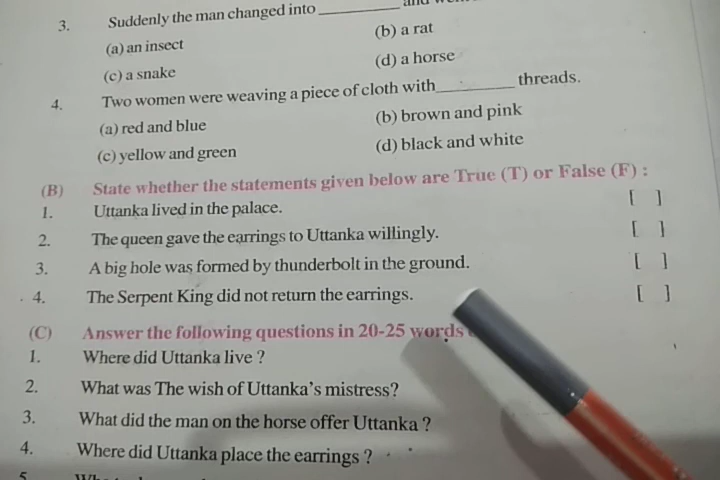 3. Suddenly the man changed into __________ and
(a) an insect (b) a rat
(c) a snake (d) a horse
4. Two women were weaving a piece of cloth with__________ threads.
(a) red and blue (b) brown and pink
(c) yellow and green (d) black and white
(B) State whether the statements given below are True (T) or False (F) :
1. Uttanka lived in the palace. [ ]
2. The queen gave the earrings to Uttanka willingly. [ ]
3. A big hole was formed by thunderbolt in the ground. [ ]
4. The Serpent King did not return the earrings. [ ]
(C) Answer the following questions in 20-25 words
1. Where did Uttanka live ?
2. What was The wish of Uttanka's mistress?
3. What did the man on the horse offer Uttanka ?
4. Where did Uttanka place the earrings ?
5.